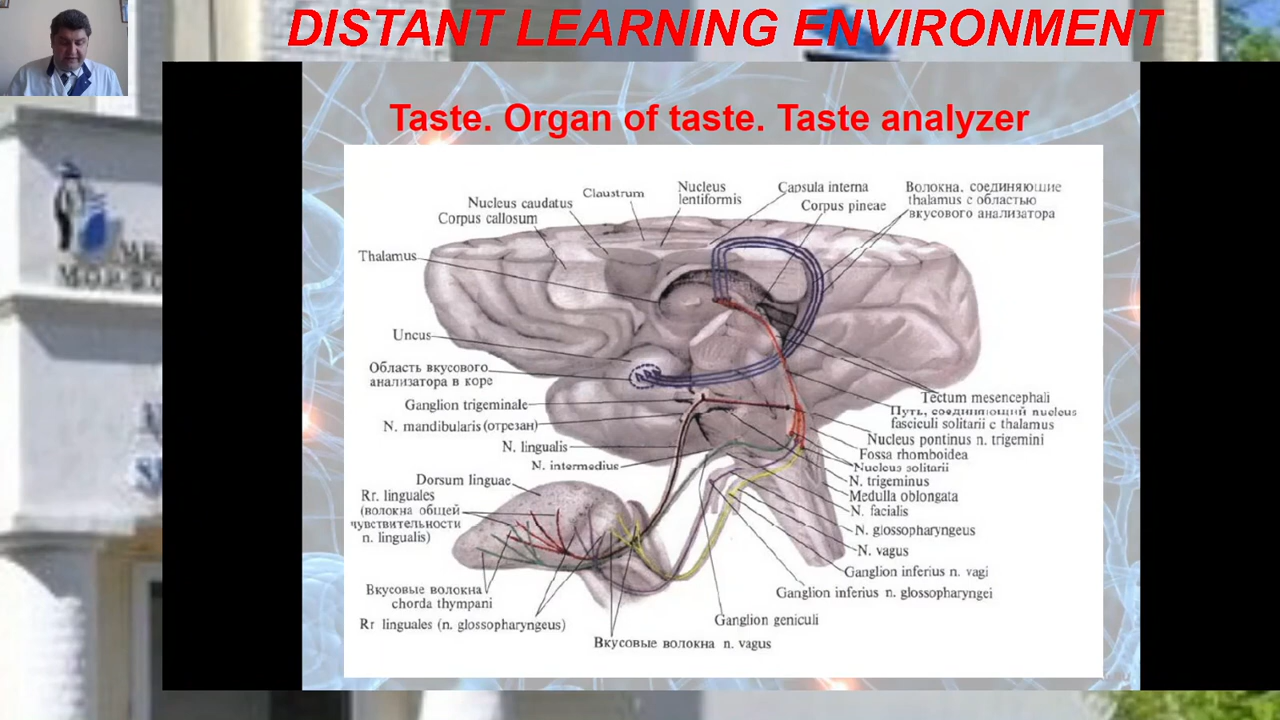 DISTANT LEARNING ENVIRONMENT
Taste. Organ of taste. Taste analyzer
Nucleus caudatus
Corpus callosum
Claustrum
Nucleus
lentiformis
Capsula interna
Corpus pineae
Волокна, соединяюшие
thalamus с областью
вкусового анализатора
Thalamus
Uncus
Область вкусового
анализатора в коре
Ganglion trigeminale
N. mandibularis (отрезан)
N. lingualis
N. intermedius
Dorsum linguae
Rr. linguales
(волокна общей
чувствительности
n. lingualis)
Вкусовые волокна
chorda thympani
Rr linguales (n. glossopharyngeus)
Вкусовые волокна n. vagus
Tectum mesencephali
Путь, соединяющий nucleus
fasciculi solitarii с thalamus
Nucleus pontinus n. trigemini
Fossa rhomboidea
Nucleus solitarii
N. trigeminus
Medulla oblongata
N. facialis
N. glossopharyngeus
N. vagus
Ganglion inferius n. vagi
Ganglion inferius n. glossopharyngei
Ganglion geniculi